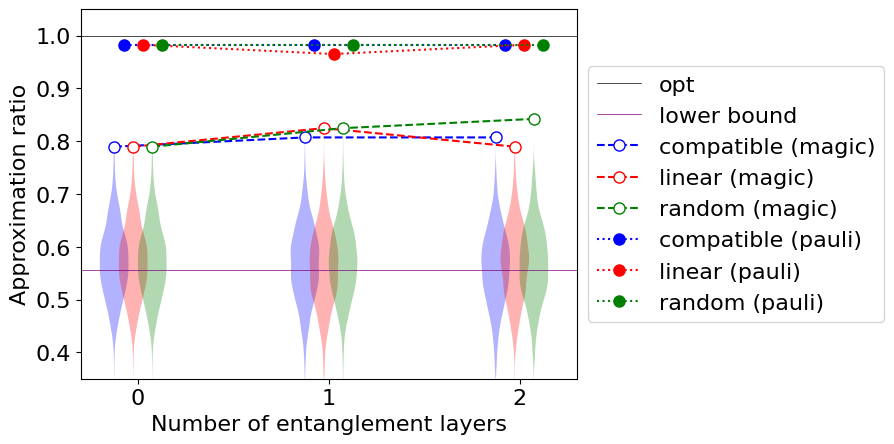 1.0
0.9
0.8
0.7
0.6
0.5
0.4
Approximation ratio
0 1 2
Number of entanglement layers
opt
lower bound
compatible (magic)
linear (magic)
random (magic)
compatible (pauli)
linear (pauli)
random (pauli)